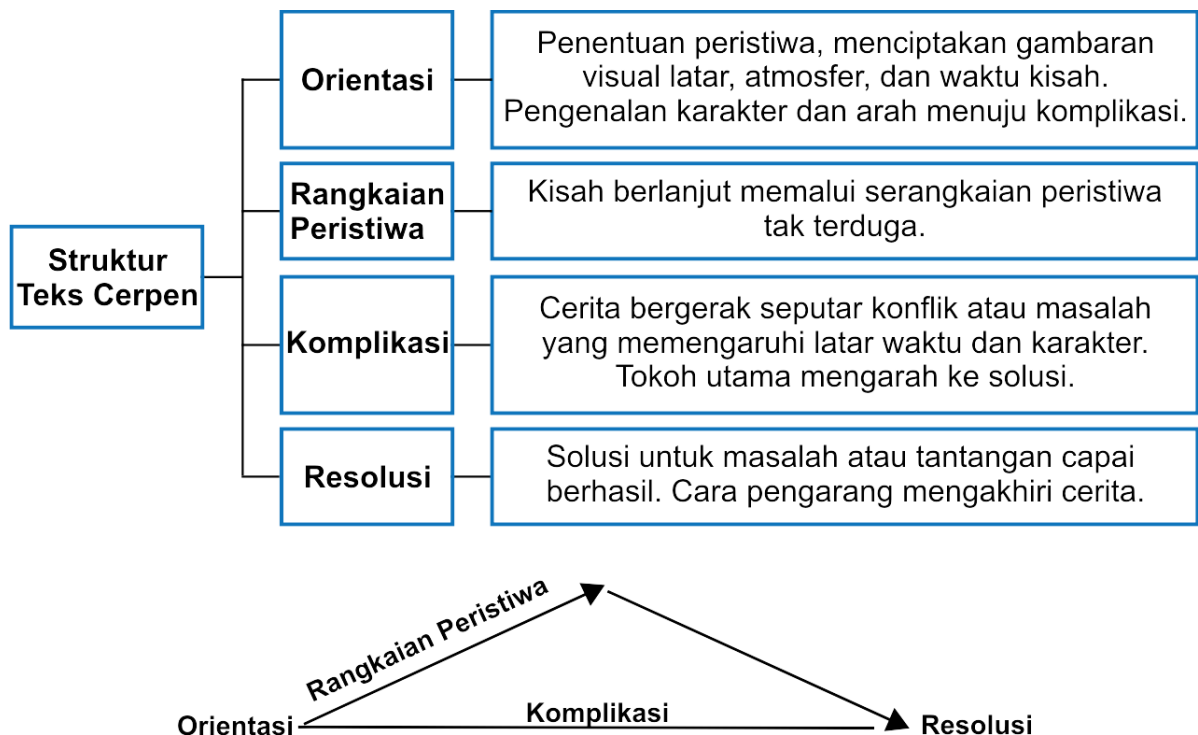 Struktur
Teks Cerpen
Orientasi
Penentuan peristiwa, menciptakan gambaran
visual latar, atmosfer, dan waktu kisah.
Pengenalan karakter dan arah menuju komplikasi.
Rangkaian
Peristiwa
Kisah berlanjut memalui serangkaian peristiwa
tak terduga.
Komplikasi
Cerita bergerak seputar konflik atau masalah
yang memengaruhi latar waktu dan karakter.
Tokoh utama mengarah ke solusi.
Resolusi
Solusi untuk masalah atau tantangan capai
berhasil. Cara pengarang mengakhiri cerita.
Rangkaian Peristiwa
Orientasi
Komplikasi
Resolusi